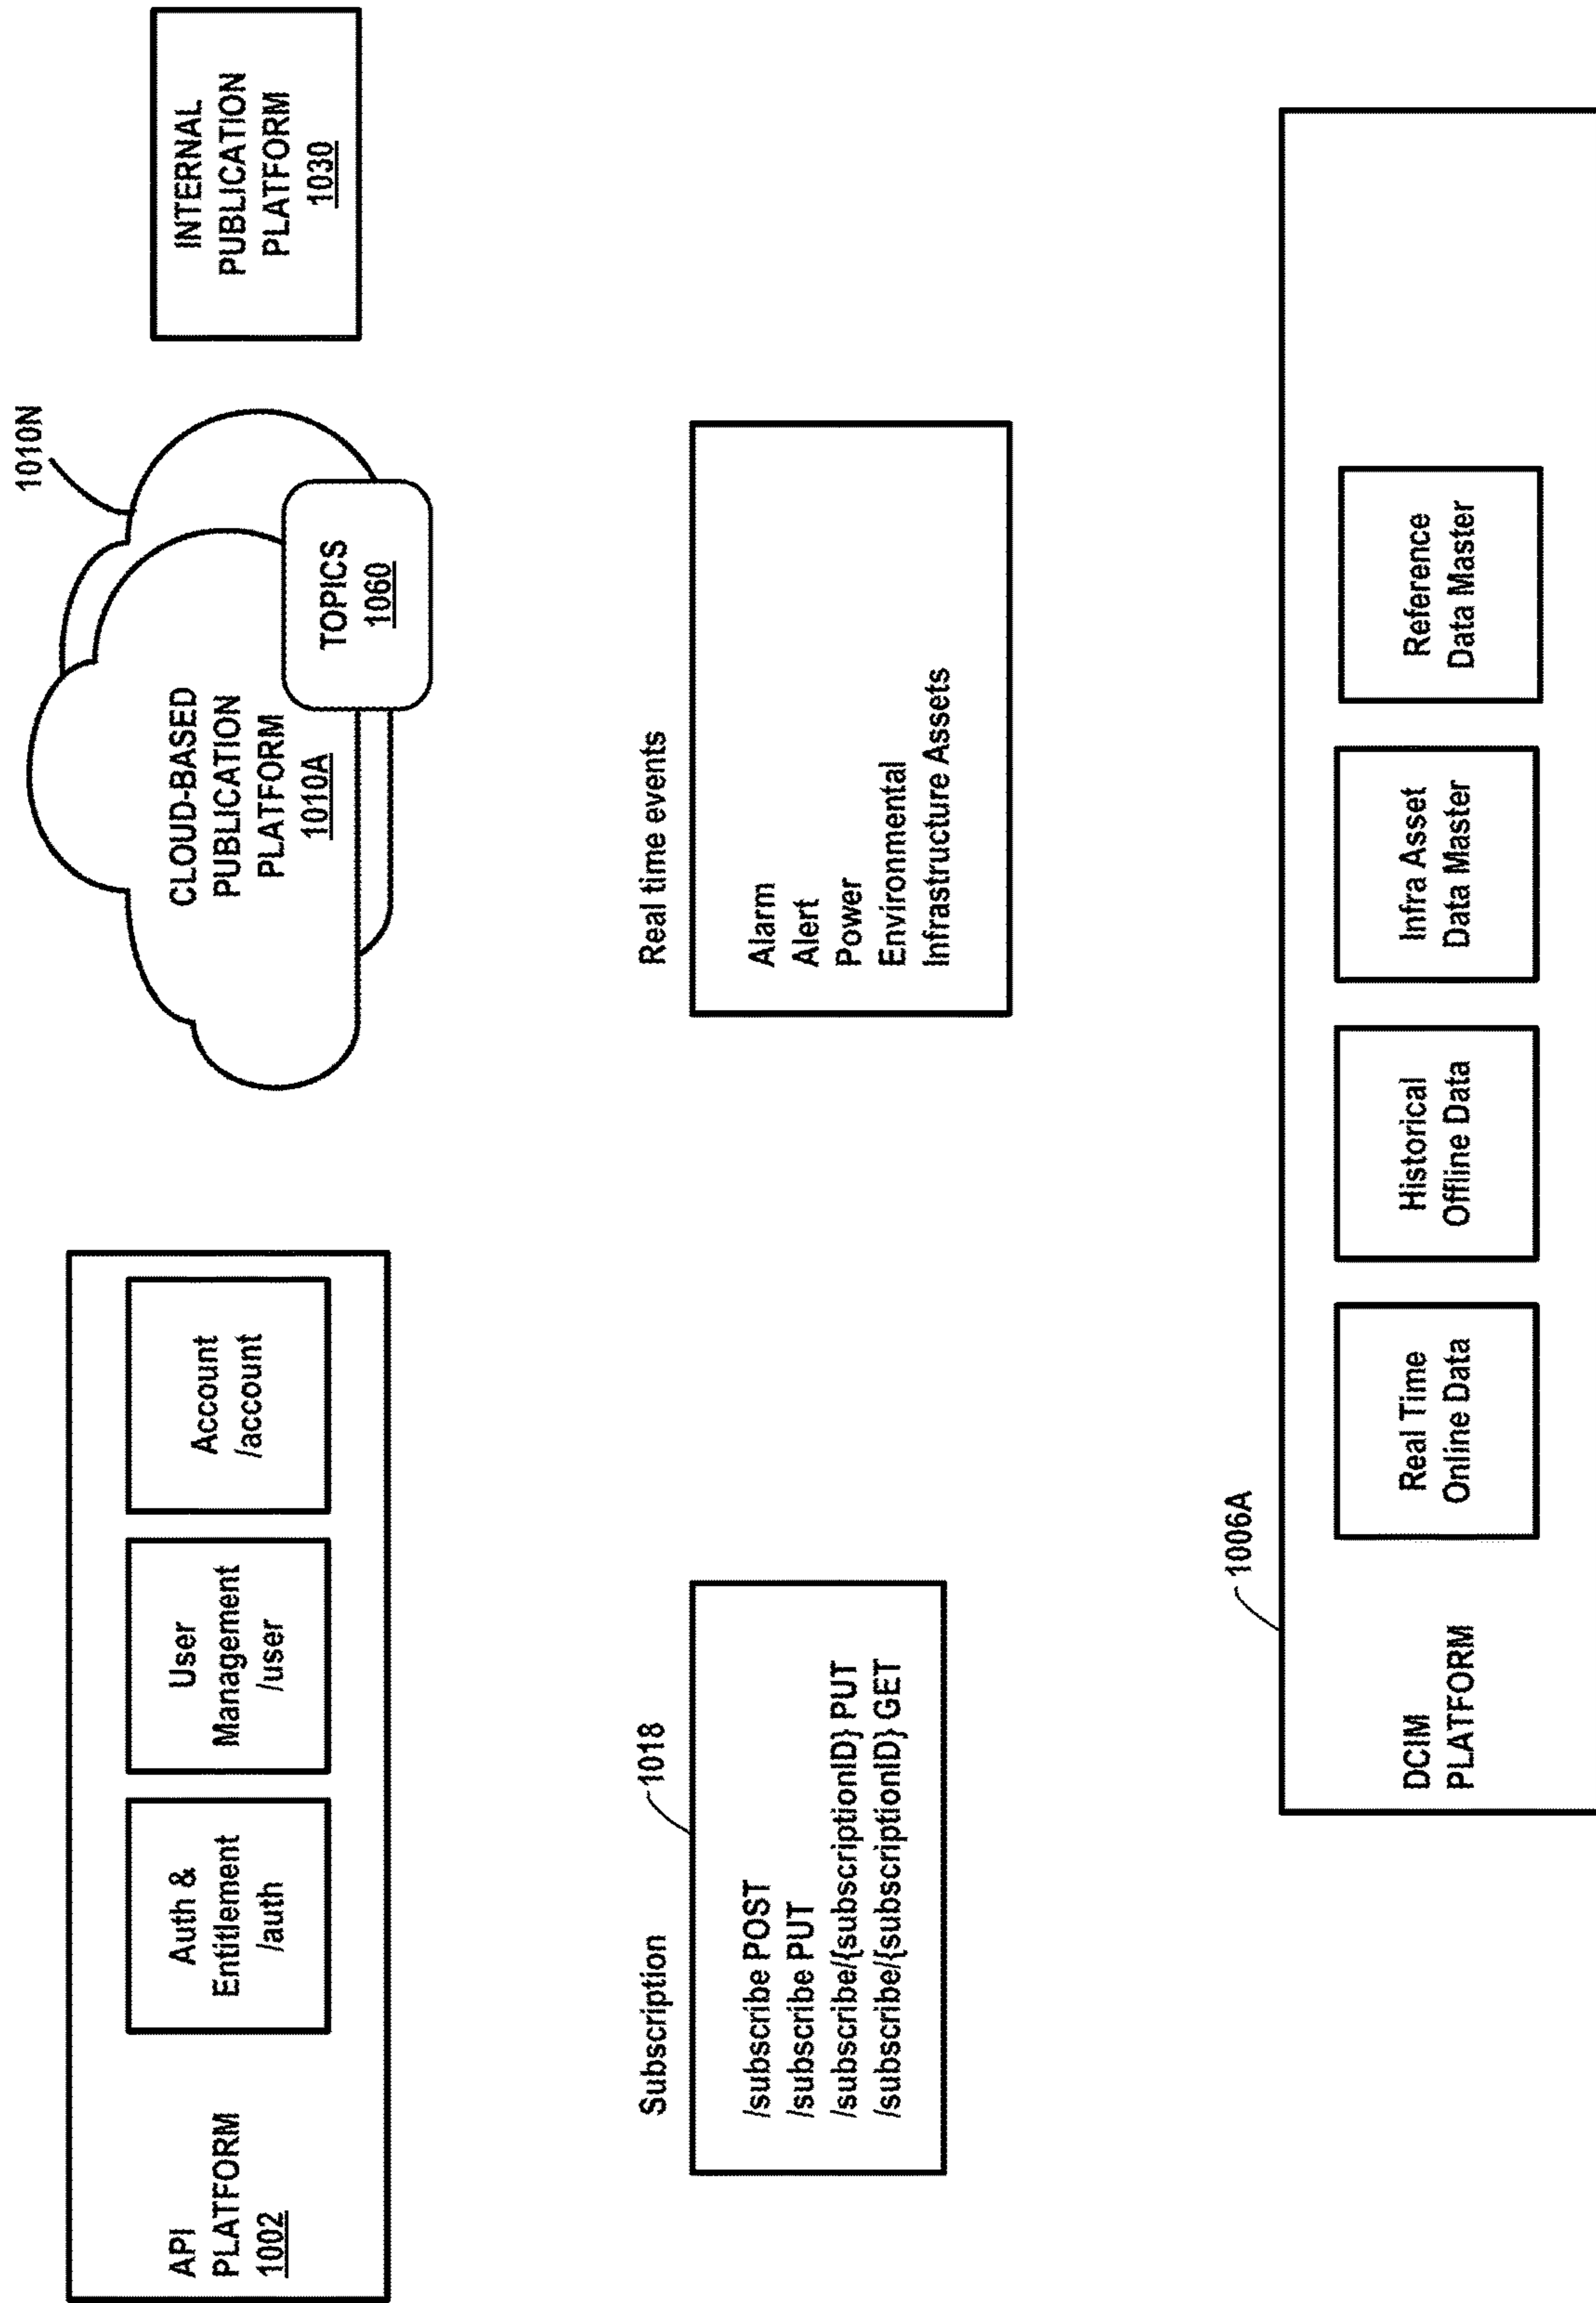 API
PLATFORM
1002
Auth &
Entitlement
/auth
User
Management
/user
Account
/account
1010N
CLOUD-BASED
PUBLICATION
PLATFORM
1010A
TOPICS
1060
INTERNAL
PUBLICATION
PLATFORM
1030
Subscription
1018
/subscribe POST
/subscribe PUT
/subscribe/{subscriptionID} PUT
/subscribe/{subscriptionID} GET
Real time events
Alarm
Alert
Power
Environmental
Infrastructure Assets
1006A
DCIM
PLATFORM
Real Time
Online Data
Historical
Offline Data
Infra Asset
Data Master
Reference
Data Master